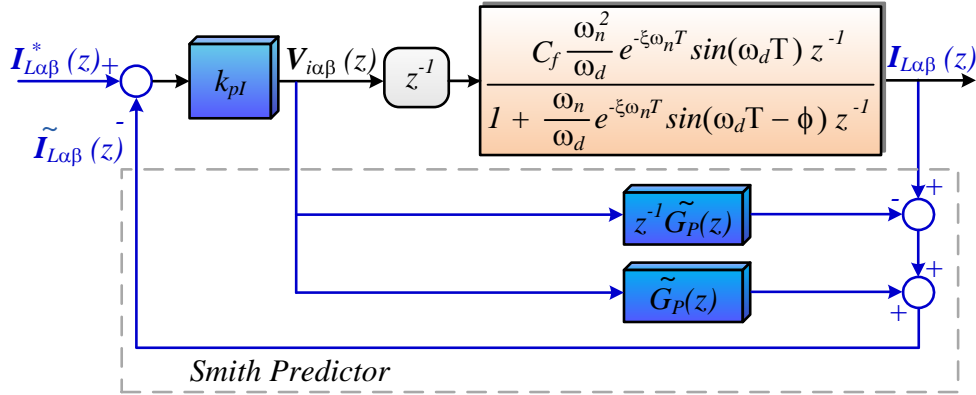 I*Lαβ (z)
+
-
ĨLαβ (z)
kpI
Viαβ (z)
z⁻¹
Cf ωn²/ωd e^-ξωnT sin(ωdT) z⁻¹
1 + ωn/ωd e^-ξωnT sin(ωdT − ϕ) z⁻¹
ILαβ (z)
+
-
z⁻¹G̃P(z)
+
+
G̃P(z)
Smith Predictor